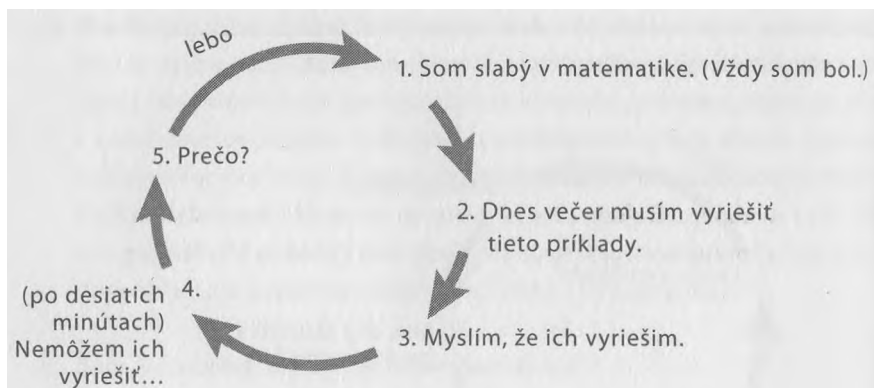 lebo
1. Som slabý v matematike. (Vždy som bol.)
5. Prečo?
2. Dnes večer musím vyriešiť
tieto príklady.
4.
(po desiatich
minútach)
Nemôžem ich
vyriešiť...
3. Myslím, že ich vyriešim.